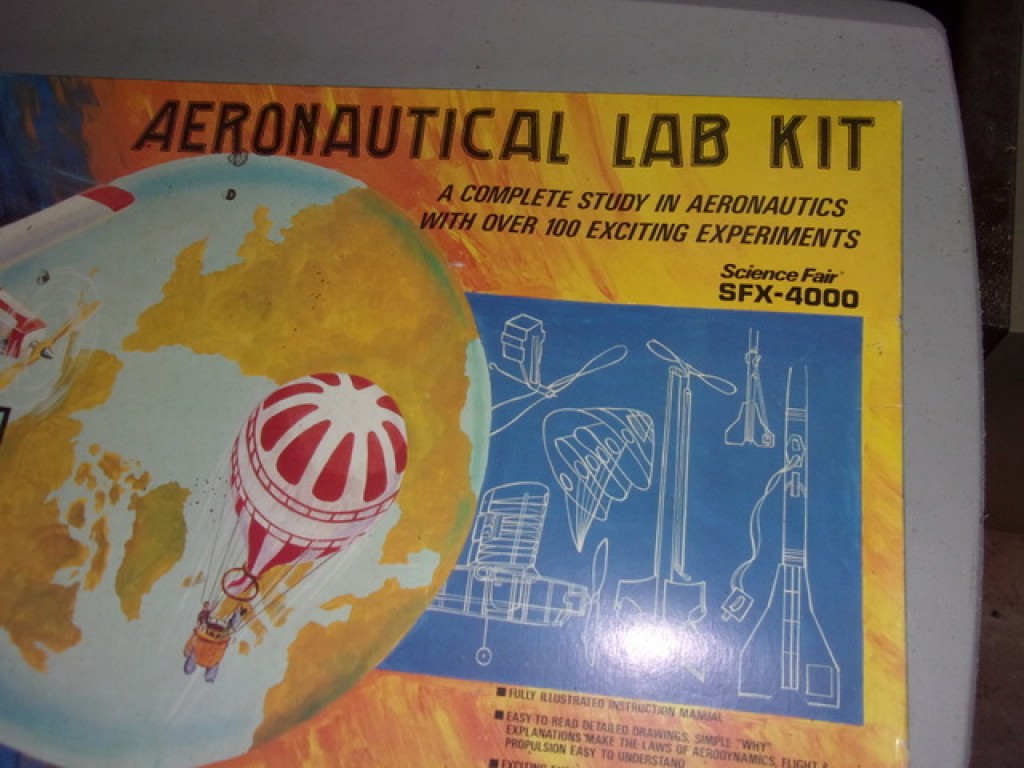 AERONAUTICAL LAB KIT
A COMPLETE STUDY IN AERONAUTICS
WITH OVER 100 EXCITING EXPERIMENTS
Science Fair
SFX-4000
FULLY ILLUSTRATED INSTRUCTION MANUAL
EASY-TO-READ DETAILED DRAWINGS, SIMPLE "WHY"
EXPLANATIONS MAKE THE LAWS OF AERODYNAMICS, FLIGHT &
PROPULSION EASY TO UNDERSTAND
EXCITING